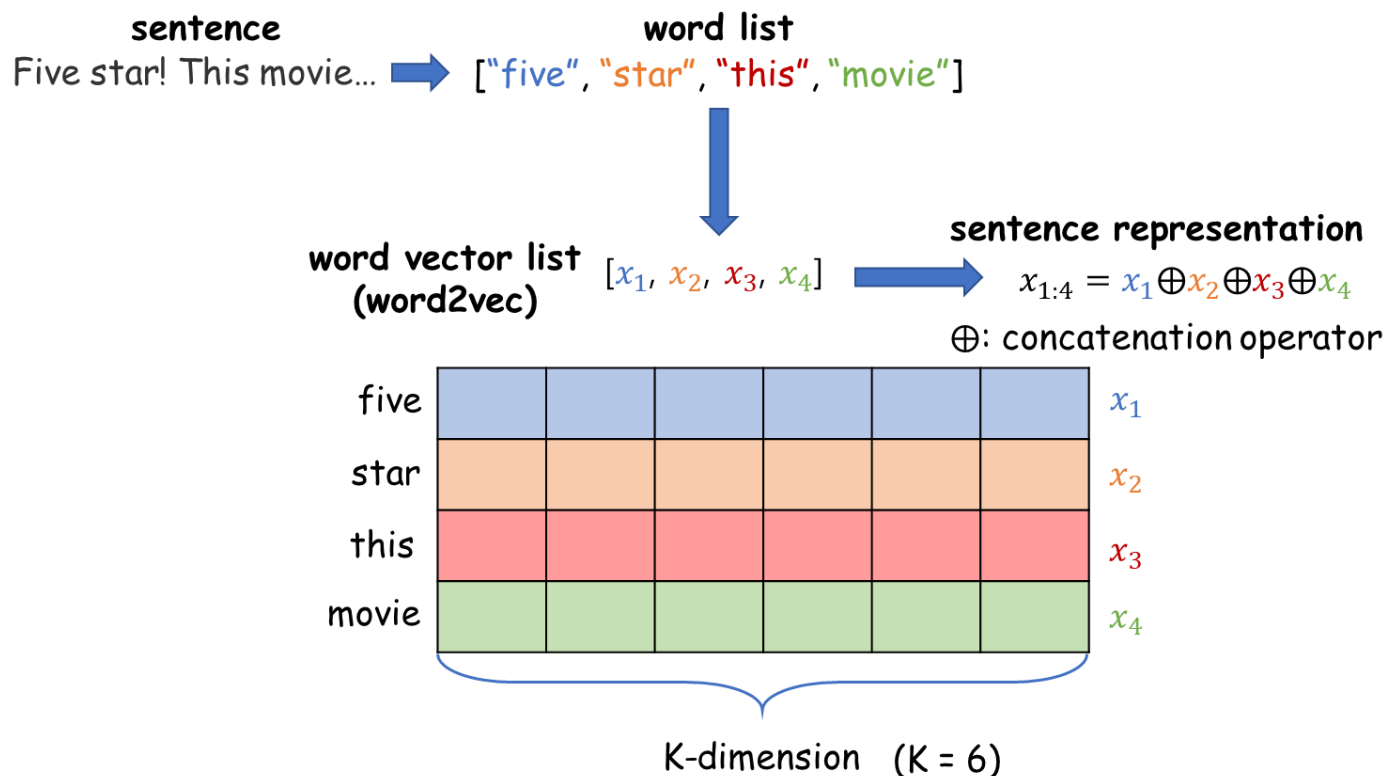 sentence
Five star! This movie...
word list
[“five”, “star”, “this”, “movie”]
word vector list
(word2vec)
[x₁, x₂, x₃, x₄]
sentence representation
x₁:₄ = x₁⊕x₂⊕x₃⊕x₄
⊕: concatenation operator
five x₁
star x₂
this x₃
movie x₄
K-dimension (K = 6)